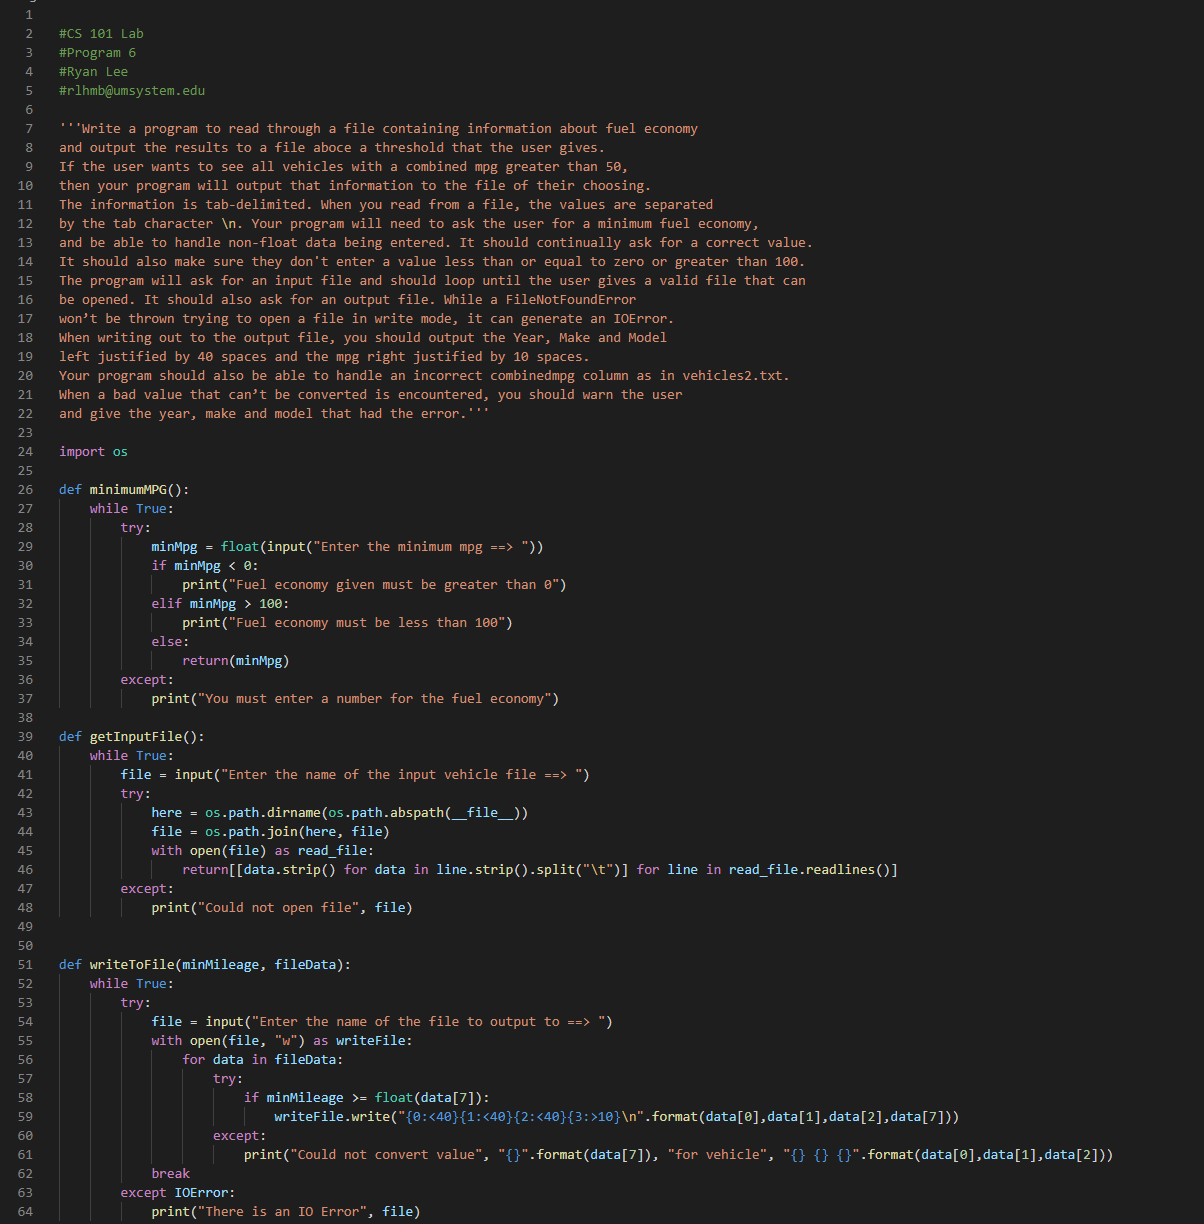 1
2 #CS 101 Lab
3 #Program 6
4 #Ryan Lee
5 #rlhmb@umsystem.edu
6
7 '''Write a program to read through a file containing information about fuel economy
8 and output the results to a file aboce a threshold that the user gives.
9 If the user wants to see all vehicles with a combined mpg greater than 50,
10 then your program will output that information to the file of their choosing.
11 The information is tab-delimited. When you read from a file, the values are separated
12 by the tab character \n. Your program will need to ask the user for a minimum fuel economy,
13 and be able to handle non-float data being entered. It should continually ask for a correct value.
14 It should also make sure they don't enter a value less than or equal to zero or greater than 100.
15 The program will ask for an input file and should loop until the user gives a valid file that can
16 be opened. It should also ask for an output file. While a FileNotFoundError
17 won’t be thrown trying to open a file in write mode, it can generate an IOError.
18 When writing out to the output file, you should output the Year, Make and Model
19 left justified by 40 spaces and the mpg right justified by 10 spaces.
20 Your program should also be able to handle an incorrect combinedmpg column as in vehicles2.txt.
21 When a bad value that can’t be converted is encountered, you should warn the user
22 and give the year, make and model that had the error.'''
23
24 import os
25
26 def minimumMPG():
27     while True:
28         try:
29             minMpg = float(input("Enter the minimum mpg ==> "))
30             if minMpg < 0:
31                 print("Fuel economy given must be greater than 0")
32             elif minMpg > 100:
33                 print("Fuel economy must be less than 100")
34             else:
35                 return(minMpg)
36         except:
37             print("You must enter a number for the fuel economy")
38
39 def getInputFile():
40     while True:
41         file = input("Enter the name of the input vehicle file ==> ")
42         try:
43             here = os.path.dirname(os.path.abspath(__file__))
44             file = os.path.join(here, file)
45             with open(file) as read_file:
46                 return[[data.strip() for data in line.strip().split("\t")] for line in read_file.readlines()]
47         except:
48             print("Could not open file", file)
49
50
51 def writeToFile(minMileage, fileData):
52     while True:
53         try:
54             file = input("Enter the name of the file to output to ==> ")
55             with open(file, "w") as writeFile:
56                 for data in fileData:
57                     try:
58                         if minMileage >= float(data[7]):
59                             writeFile.write("{0:<40}{1:<40}{2:<40}{3:>10}\n".format(data[0],data[1],data[2],data[7]))
60                     except:
61                         print("Could not convert value", "{}".format(data[7]), "for vehicle", "{} {} {}".format(data[0],data[1],data[2]))
62             break
63         except IOError:
64             print("There is an IO Error", file)